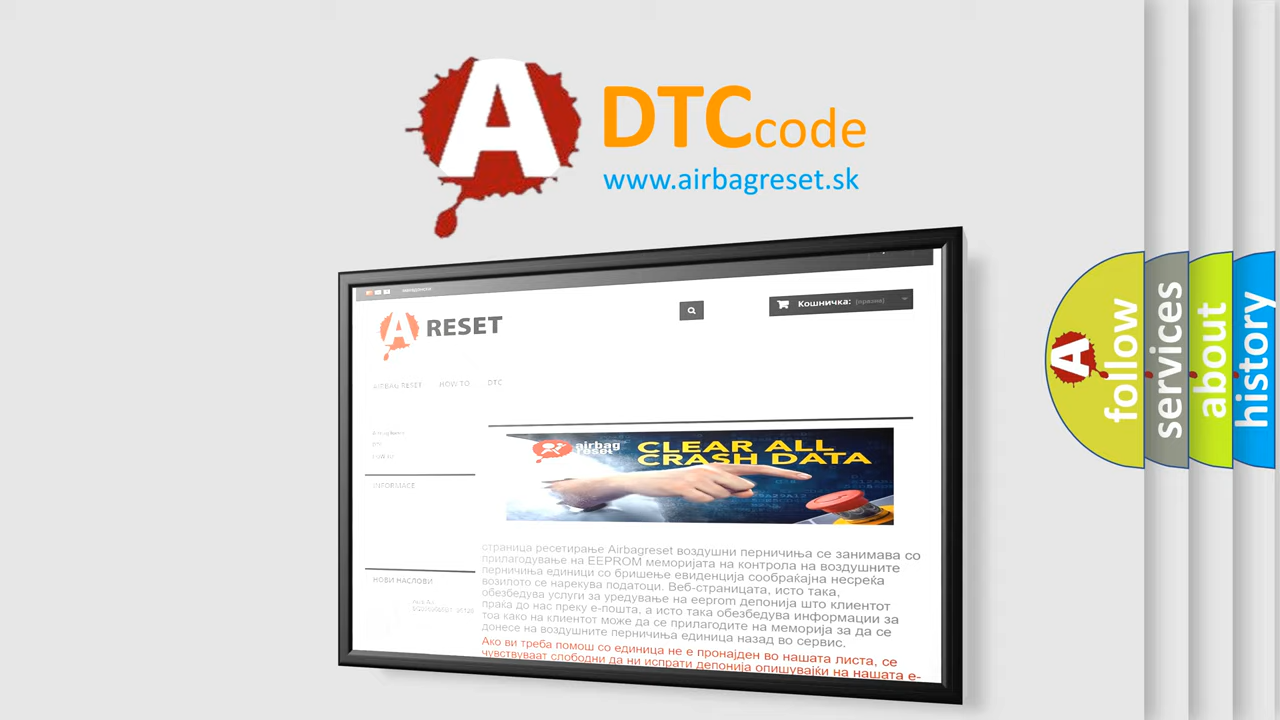 A DTC code
www.airbagreset.sk
A RESET
Кошничка: (празна)
AIRBAG RESET HOW TO DTC
airbag reset
CLEAR ALL
CRASH DATA
INFORMACE
НОВИ НАСЛОВИ
страница ресетирање Airbagreset воздушни перничиња се занимава со
прилагодување на EEPROM меморијата на контрола на воздушните
перничиња единици со бришење евиденција сообраќајна несреќа
возилото се нарекува податоци. Веб-страницата, исто така,
обезбедува услуги за уредување на eeprom депонија што клиентот
праќа до нас преку е-пошта, а исто така обезбедува информации за
тоа како на клиентот може да се прилагодите на меморија за да се
донесе на воздушните перничиња единица назад во сервис.
Ако ви треба помош со единица не е пронајден во нашата листа, се
чувствуваат слободни да ни испрати депонија опишувајќи на нашата е-
A follow
services
about
history